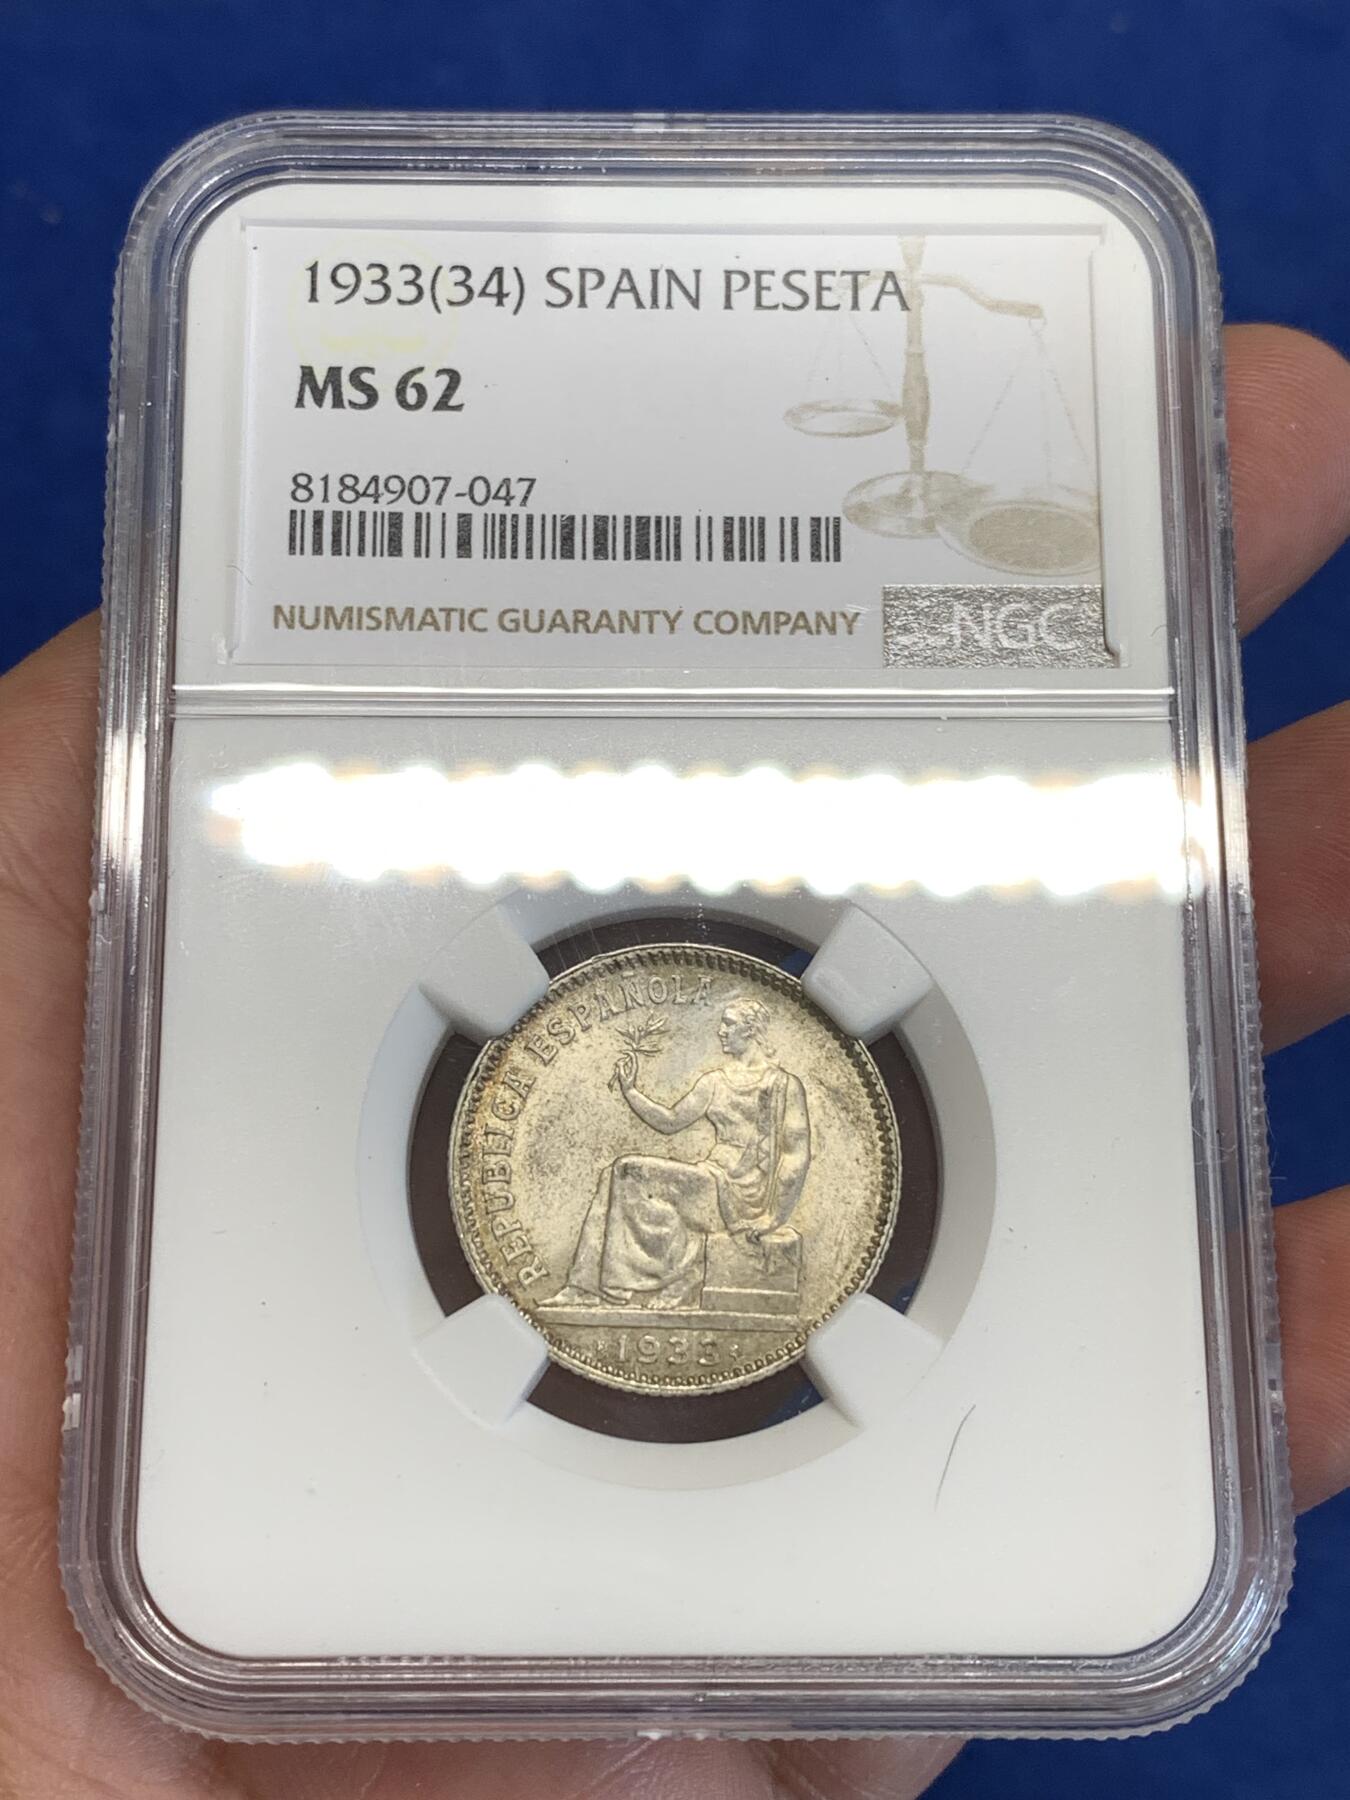 1933(34) SPAIN PESETA
MS 62
8184907-047
NUMISMATIC GUARANTY COMPANY
NGC
REPUBLICA ESPAÑOLA
1933